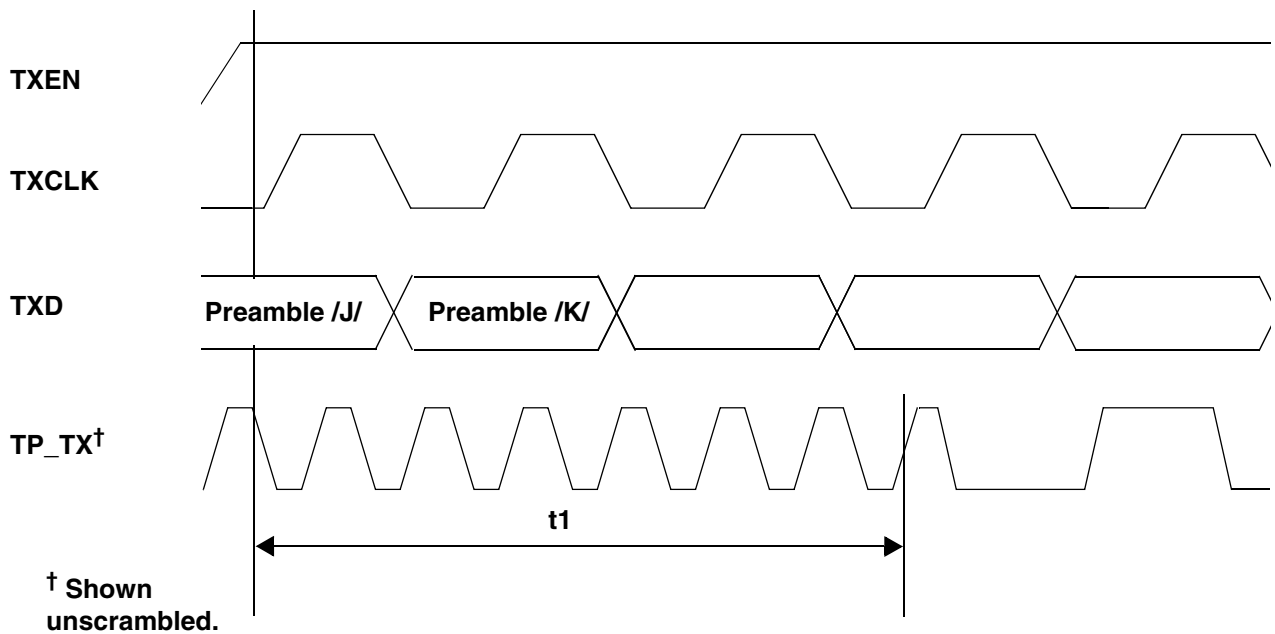 TXEN
TXCLK
TXD
Preamble /J/
Preamble /K/
TP_TX†
t1
† Shown
unscrambled.